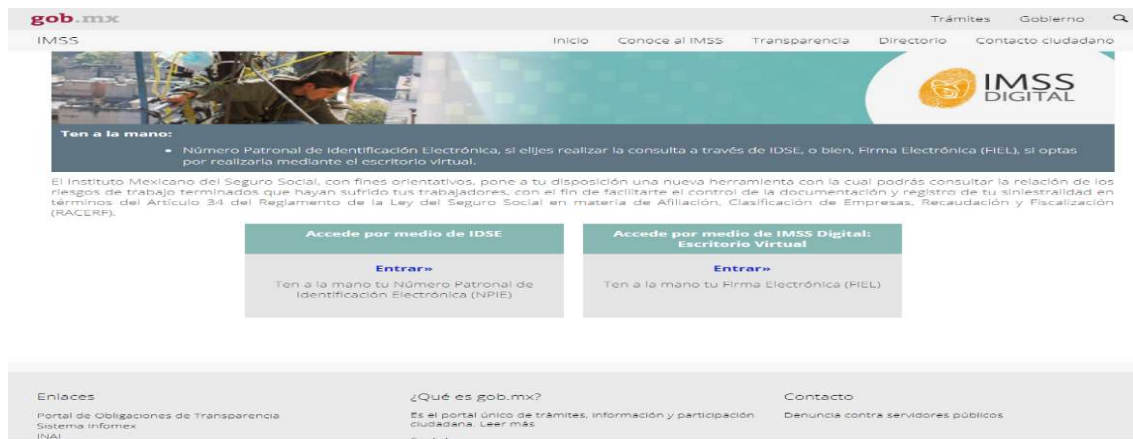 gob.mx
Trámites Gobierno
IMSS
Inicio Conoce al IMSS Transparencia Directorio Contacto ciudadano
IMSS
DIGITAL
Ten a la mano:
• Número Patronal de Identificación Electrónica, si elijes realizar la consulta a través de IDSE, o bien, Firma Electrónica (FIEL), si optas
por realizarla mediante el escritorio virtual.
El Instituto Mexicano del Seguro Social, con fines orientativos, pone a tu disposición una nueva herramienta con la cual podrás consultar la relación de los
riesgos de trabajo terminados que hayan sufrido tus trabajadores, con el fin de facilitarte el control de la documentación y registro de tu siniestralidad en
términos del Artículo 34 del Reglamento de la Ley del Seguro Social en materia de Afiliación, Clasificación de Empresas, Recaudación y Fiscalización
(RACERF).
Accede por medio de IDSE
Entrar»
Ten a la mano tu Número Patronal de
Identificación Electrónica (NPIE)
Accede por medio de IMSS Digital:
Escritorio Virtual
Entrar»
Ten a la mano tu Firma Electrónica (FIEL)
Enlaces
Portal de Obligaciones de Transparencia
Sistema Infomex
INAI
¿Qué es gob.mx?
Es el portal único de trámites, información y participación
ciudadana. Leer más
Contacto
Denuncia contra servidores públicos